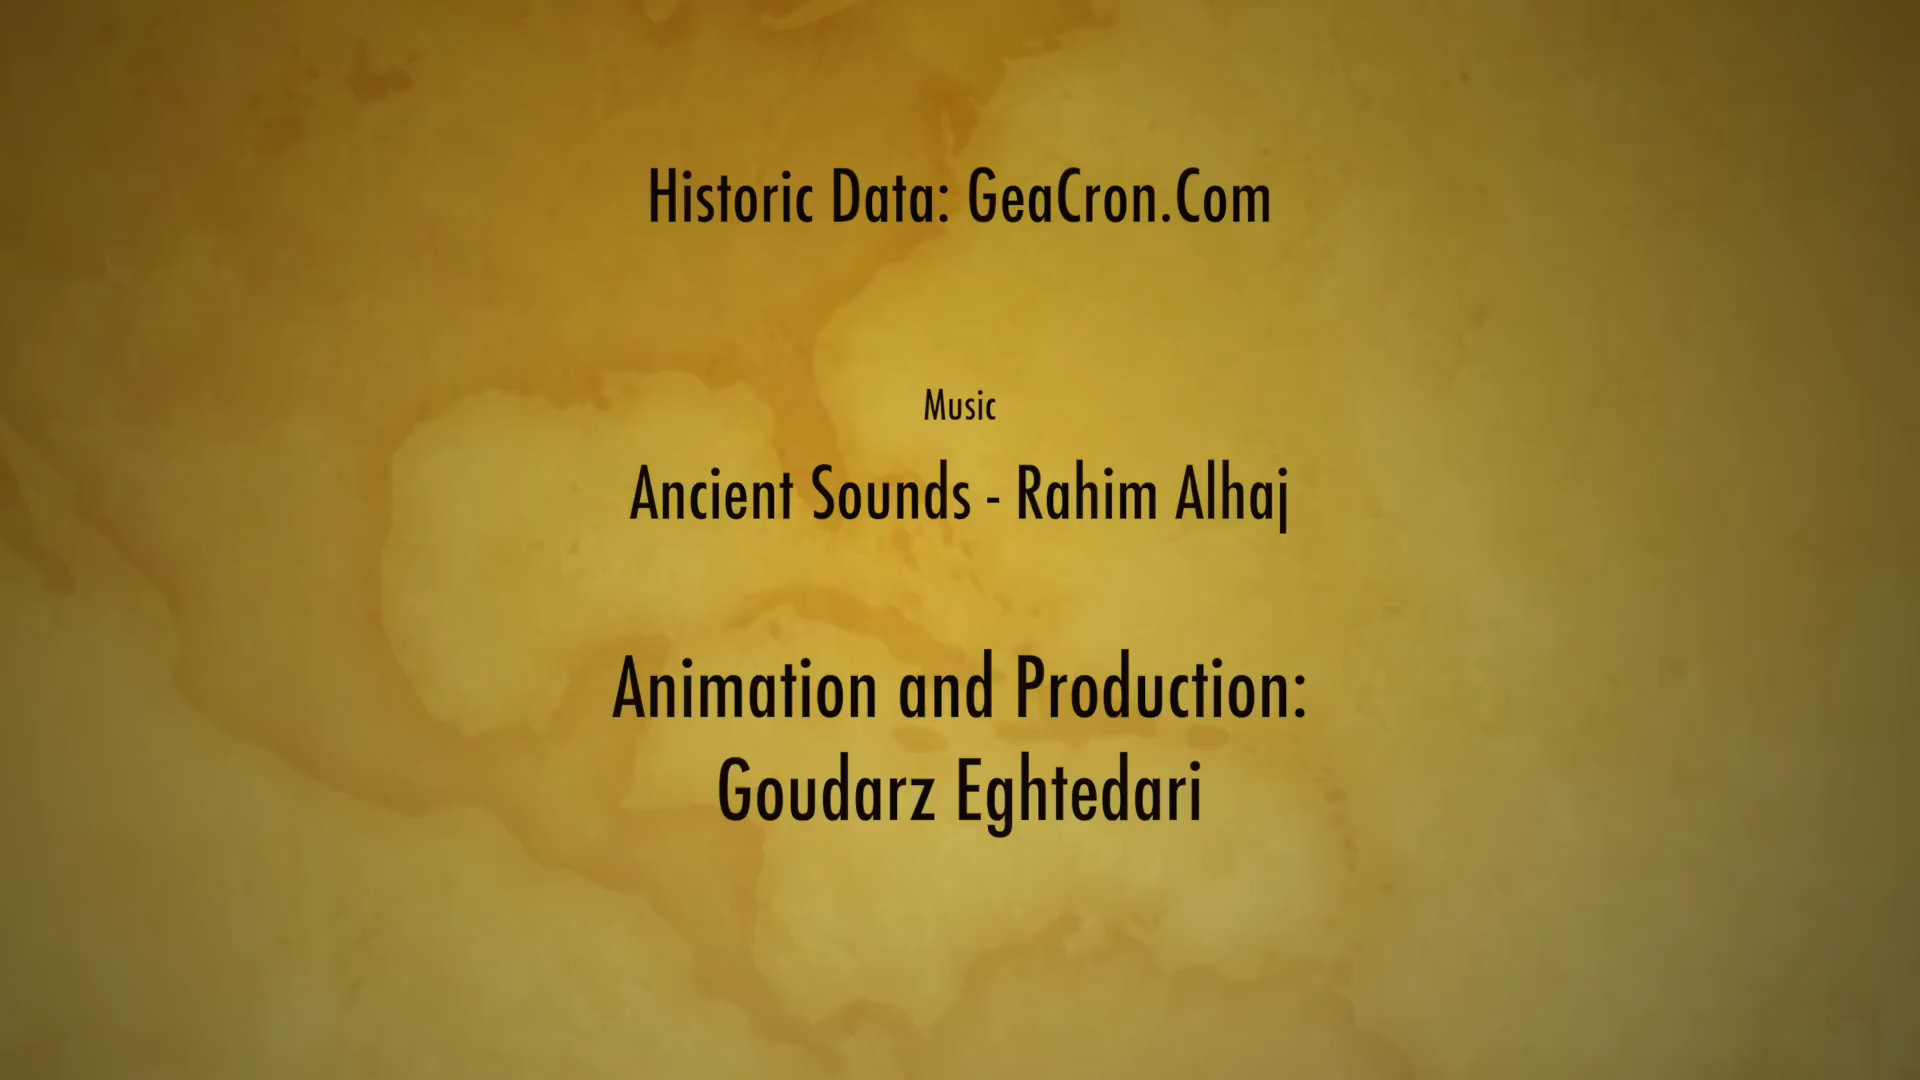 Historic Data: GeaCron.Com
Music
Ancient Sounds - Rahim Alhaj
Animation and Production:
Goudarz Eghtedari